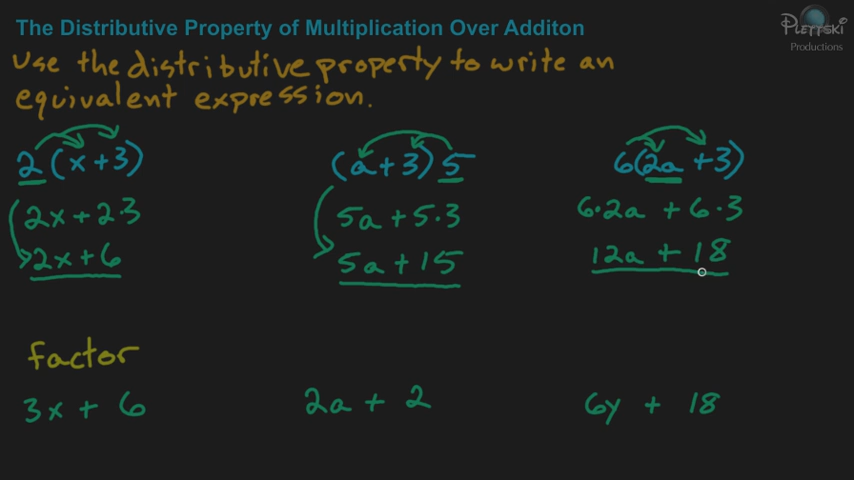 The Distributive Property of Multiplication Over Additon
PLETTSKI
Productions
Use the distributive property to write an
equivalent expression.
2(x+3) (a+3)5 6(2a+3)
2x+2·3 5a+5·3 6·2a+6·3
2x+6 5a+15 12a+18
Factor
3x+6 2a+2 6y+18